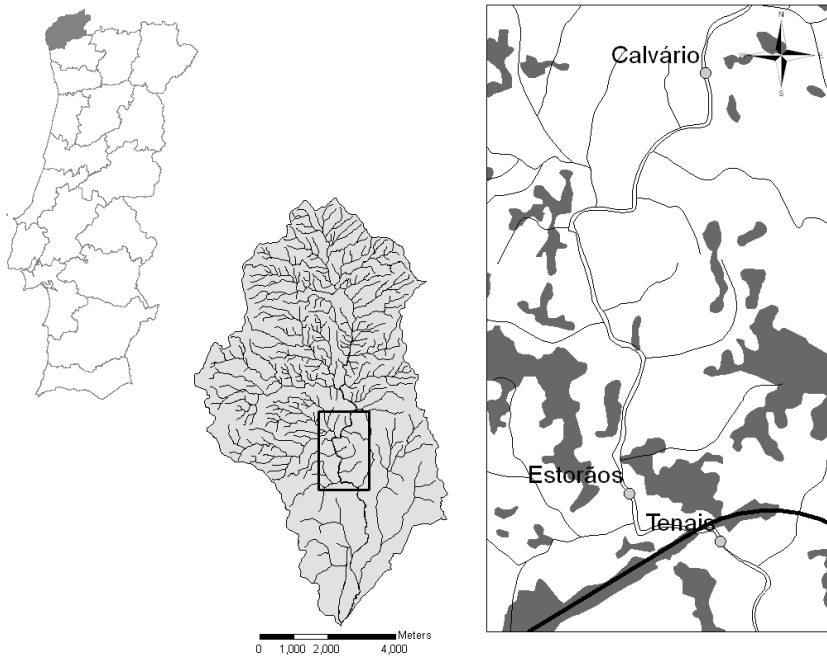 Calvário
N
W
E
S
Estorãos
Tenais
Meters
0 1,000 2,000 4,000